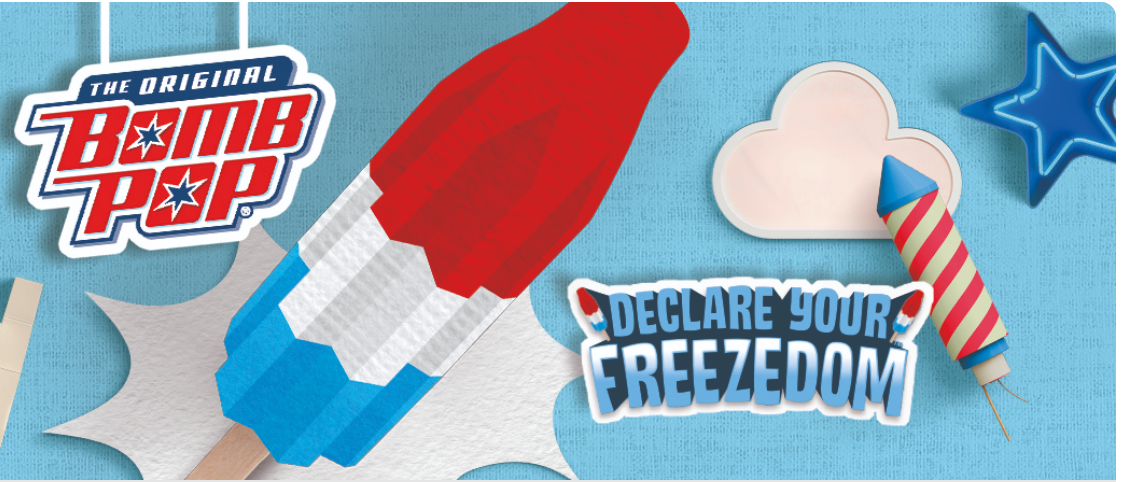 THE ORIGINAL
BOMB
POP®
DECLARE YOUR
FREEZEDOM